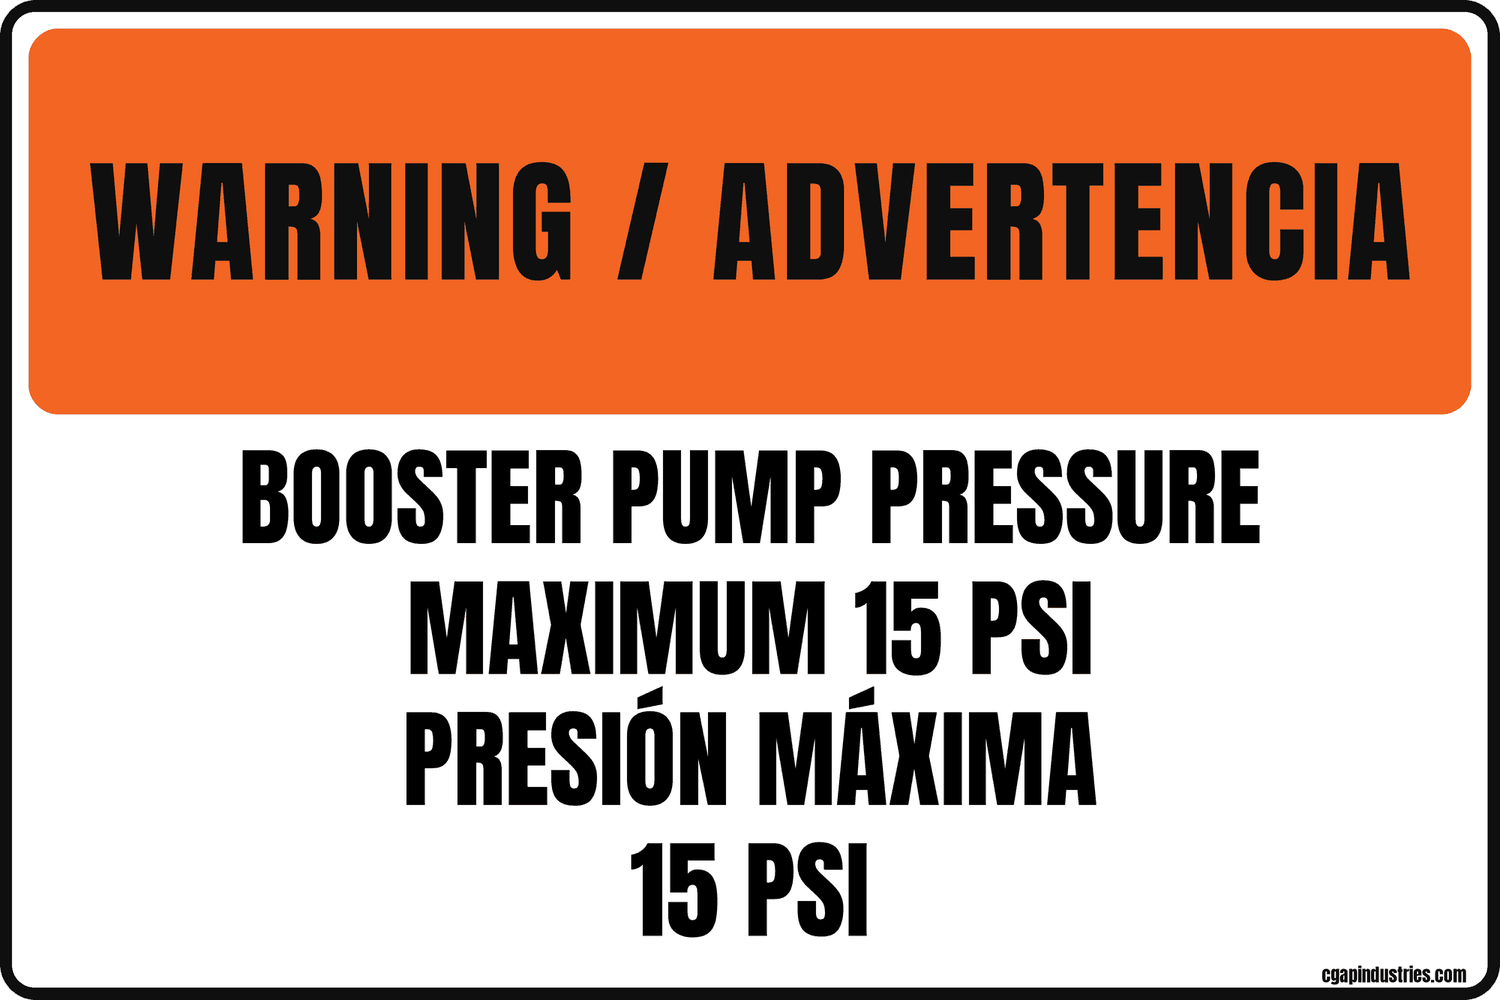 WARNING / ADVERTENCIA
BOOSTER PUMP PRESSURE
MAXIMUM 15 PSI
PRESIÓN MÁXIMA
15 PSI
cgapindustries.com